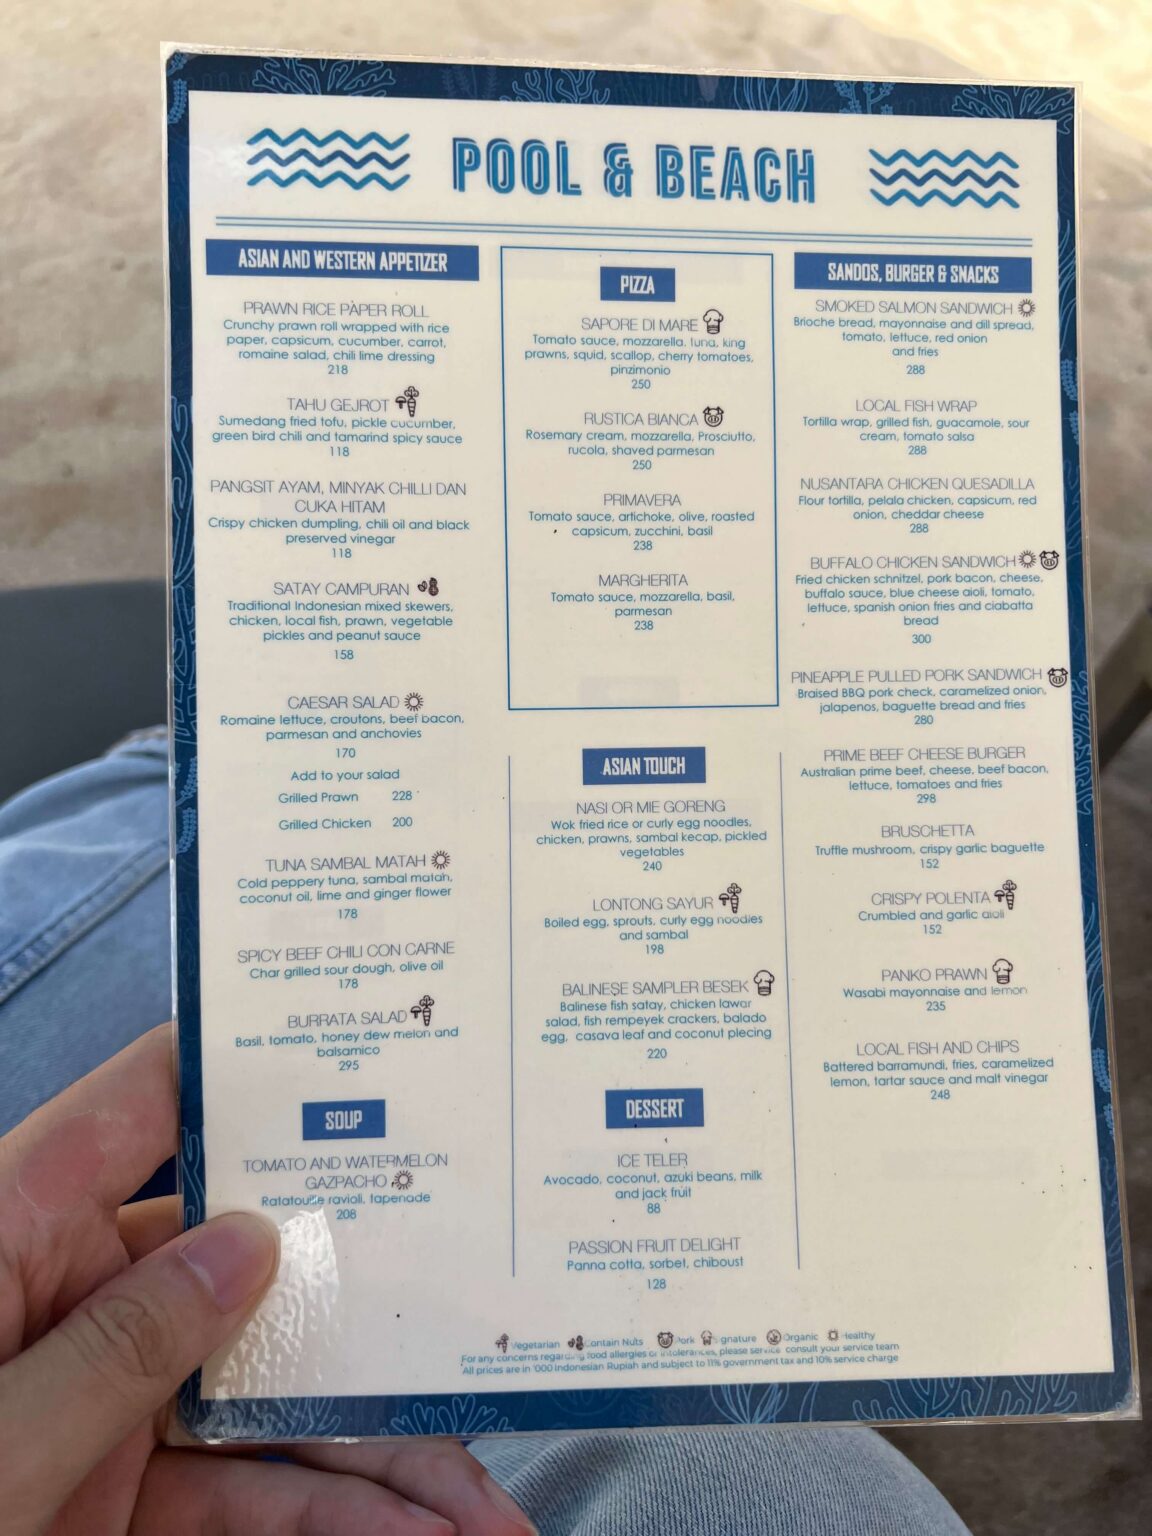 POOL & BEACH
ASIAN AND WESTERN APPETIZER
PRAWN RICE PAPER ROLL
Crunchy prawn roll wrapped with rice
paper, capsicum, cucumber, carrot,
romaine salad, chili lime dressing
218
TAHU GEJROT
Sumedang fried tofu, pickle cucumber,
green bird chili and tamarind spicy sauce
118
PANGSIT AYAM, MINYAK CHILLI DAN
CUKA HITAM
Crispy chicken dumpling, chili oil and black
preserved vinegar
118
SATAY CAMPURAN
Traditional Indonesian mixed skewers,
chicken, local fish, prawn, vegetable
pickles and peanut sauce
158
CAESAR SALAD
Romaine lettuce, croutons, beef bacon,
parmesan and anchovies
170
Add to your salad
Grilled Prawn 228
Grilled Chicken 200
TUNA SAMBAL MATAH
Cold peppery tuna, sambal matah,
coconut oil, lime and ginger flower
178
SPICY BEEF CHILI CON CARNE
Char grilled sour dough, olive oil
178
BURRATA SALAD
Basil, tomato, honey dew melon and
balsamico
295
SOUP
TOMATO AND WATERMELON
GAZPACHO
Ratatouille ravioli, tapenade
208
PIZZA
SAPORE DI MARE
Tomato sauce, mozzarella, tuna, king
prawns, squid, scallop, cherry tomatoes,
pinzimonio
250
RUSTICA BIANCA
Rosemary cream, mozzarella, Prosciutto,
rucola, shaved parmesan
250
PRIMAVERA
Tomato sauce, artichoke, olive, roasted
capsicum, zucchini, basil
238
MARGHERITA
Tomato sauce, mozzarella, basil,
parmesan
238
ASIAN TOUCH
NASI OR MIE GORENG
Wok fried rice or curly egg noodles,
chicken, prawns, sambal kecap, pickled
vegetables
240
LONTONG SAYUR
Boiled egg, sprouts, curly egg noodles
and sambal
198
BALINESE SAMPLER BESEK
Balinese fish satay, chicken lawar
salad, fish rempeyek crackers, balado
egg, casava leaf and coconut plecing
220
DESSERT
ICE TELER
Avocado, coconut, azuki beans, milk
and jack fruit
88
PASSION FRUIT DELIGHT
Panna cotta, sorbet, chiboust
128
SANDOS, BURGER & SNACKS
SMOKED SALMON SANDWICH
Brioche bread, mayonnaise and dill spread,
tomato, lettuce, red onion
and fries
288
LOCAL FISH WRAP
Tortilla wrap, grilled fish, guacamole, sour
cream, tomato salsa
288
NUSANTARA CHICKEN QUESADILLA
Flour tortilla, pelala chicken, capsicum, red
onion, cheddar cheese
288
BUFFALO CHICKEN SANDWICH
Fried chicken schnitzel, pork bacon, cheese,
buffalo sauce, blue cheese aioli, tomato,
lettuce, spanish onion fries and ciabatta
bread
300
PINEAPPLE PULLED PORK SANDWICH
Braised BBQ pork check, caramelized onion,
jalapenos, baguette bread and fries
280
PRIME BEEF CHEESE BURGER
Australian prime beef, cheese, beef bacon,
lettuce, tomatoes and fries
298
BRUSCHETTA
Truffle mushroom, crispy garlic baguette
152
CRISPY POLENTA
Crumbled and garlic aioli
152
PANKO PRAWN
Wasabi mayonnaise and lemon
235
LOCAL FISH AND CHIPS
Battered barramundi, fries, caramelized
lemon, tartar sauce and malt vinegar
248
Vegetarian Contain Nuts Pork Signature Organic Healthy
For any concerns regarding food allergies or intolerances, please service consult your service team
All prices are in '000 Indonesian Rupiah and subject to 11% government tax and 10% service charge